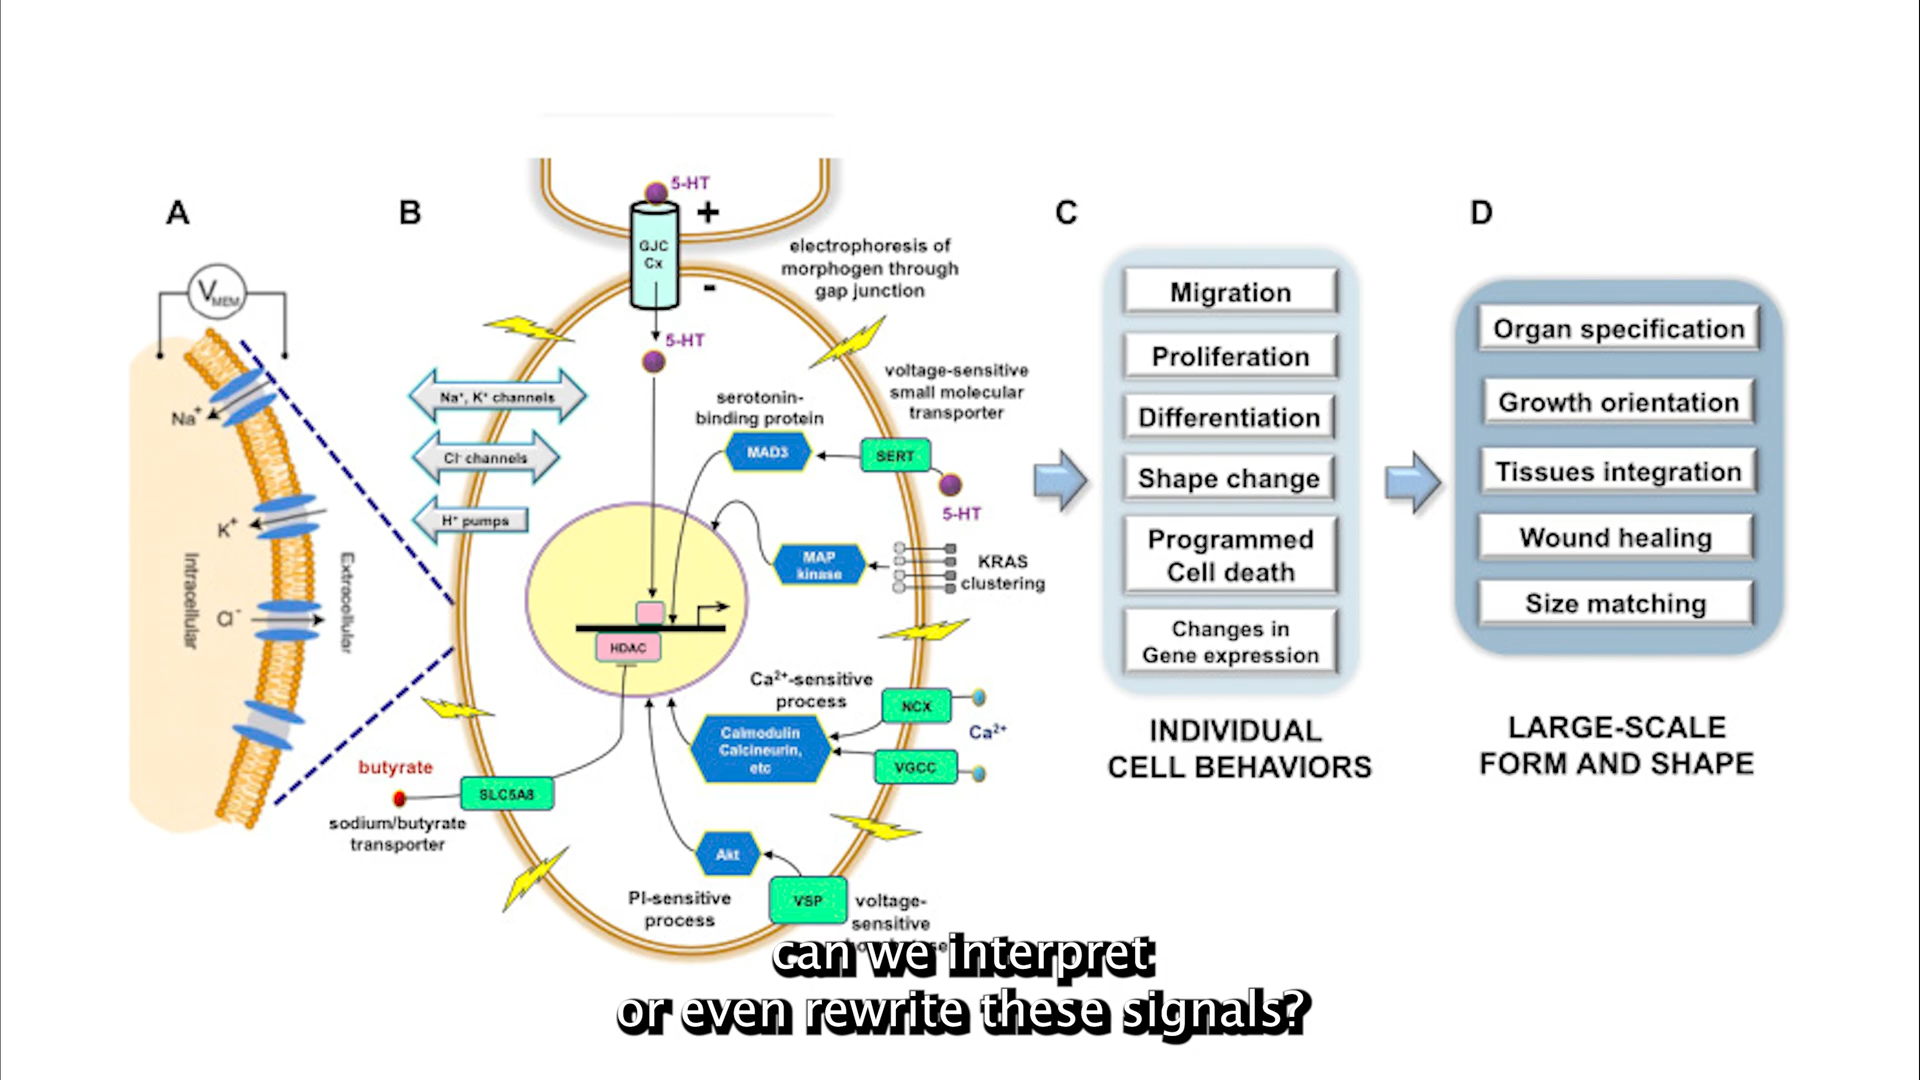 A
V MEM
Na⁺
K⁺
Cl⁻
Intracellular
Extracellular
B
5-HT
GJC
Cx
+
-
electrophoresis of
morphogen through
gap junction
5-HT
Na⁺, K⁺ channels
Cl⁻ channels
H⁺ pumps
serotonin-
binding protein
MAD3
voltage-sensitive
small molecular
transporter
SERT
5-HT
MAP
kinase
KRAS
clustering
HDAC
Ca²⁺-sensitive
process
Calmodulin
Calcineurin,
etc
NCX
Ca²⁺
VGCC
butyrate
SLC5A8
sodium/butyrate
transporter
Akt
PI-sensitive
process
VSP
voltage-
sensitive
C
Migration
Proliferation
Differentiation
Shape change
Programmed
Cell death
Changes in
Gene expression
INDIVIDUAL
CELL BEHAVIORS
D
Organ specification
Growth orientation
Tissues integration
Wound healing
Size matching
LARGE-SCALE
FORM AND SHAPE
can we interpret
or even rewrite these signals?